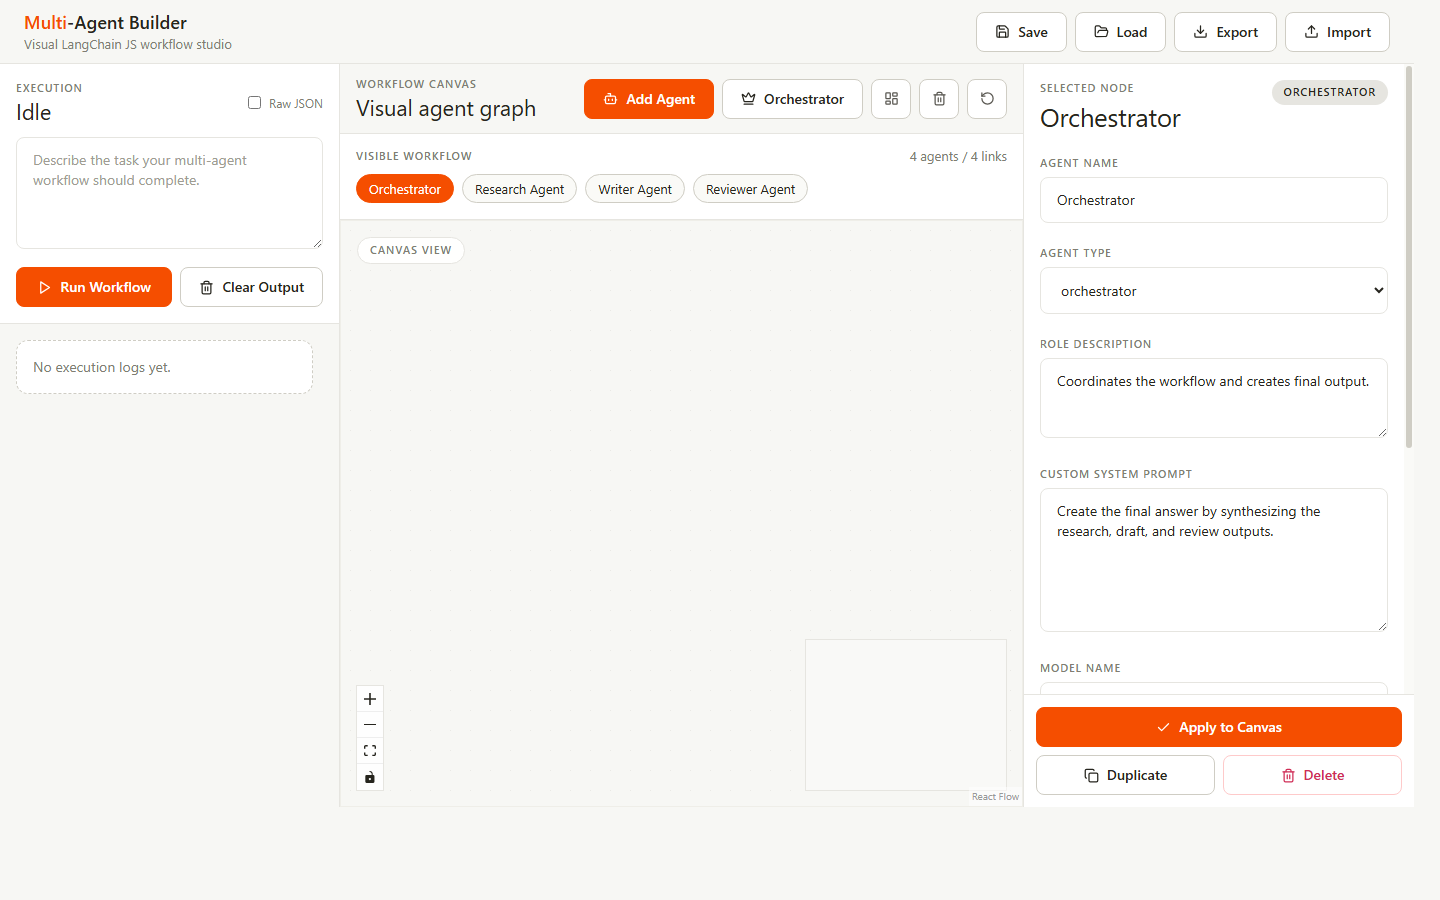 Multi-Agent Builder
Visual LangChain JS workflow studio
Save
Load
Export
Import
EXECUTION
Idle
Raw JSON
Describe the task your multi-agent
workflow should complete.
Run Workflow
Clear Output
No execution logs yet.
WORKFLOW CANVAS
Visual agent graph
Add Agent
Orchestrator
VISIBLE WORKFLOW
4 agents / 4 links
Orchestrator
Research Agent
Writer Agent
Reviewer Agent
CANVAS VIEW
React Flow
SELECTED NODE
ORCHESTRATOR
Orchestrator
AGENT NAME
Orchestrator
AGENT TYPE
orchestrator
ROLE DESCRIPTION
Coordinates the workflow and creates final output.
CUSTOM SYSTEM PROMPT
Create the final answer by synthesizing the
research, draft, and review outputs.
MODEL NAME
Apply to Canvas
Duplicate
Delete